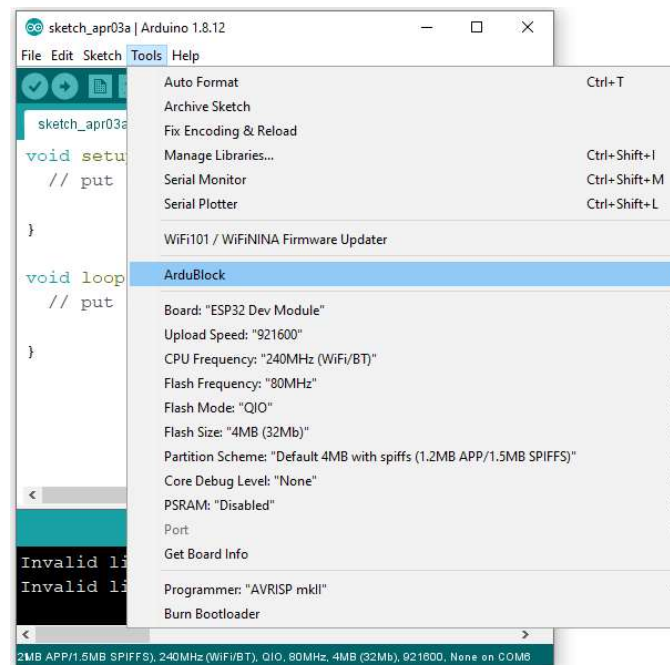 sketch_apr03a | Arduino 1.8.12
File Edit Sketch Tools Help
Auto Format Ctrl+T
Archive Sketch
Fix Encoding & Reload
Manage Libraries... Ctrl+Shift+I
Serial Monitor Ctrl+Shift+M
Serial Plotter Ctrl+Shift+L
WiFi101 / WiFiNINA Firmware Updater
ArduBlock
Board: "ESP32 Dev Module"
Upload Speed: "921600"
CPU Frequency: "240MHz (WiFi/BT)"
Flash Frequency: "80MHz"
Flash Mode: "QIO"
Flash Size: "4MB (32Mb)"
Partition Scheme: "Default 4MB with spiffs (1.2MB APP/1.5MB SPIFFS)"
Core Debug Level: "None"
PSRAM: "Disabled"
Port
Get Board Info
Programmer: "AVRISP mkII"
Burn Bootloader
sketch_apr03a
void setu
// put
}
void loop
// put
}
Invalid li
Invalid li
MB APP/1.5MB SPIFFS), 240MHz (WiFi/BT), QIO, 80MHz, 4MB (32Mb), 921600, None on COM6